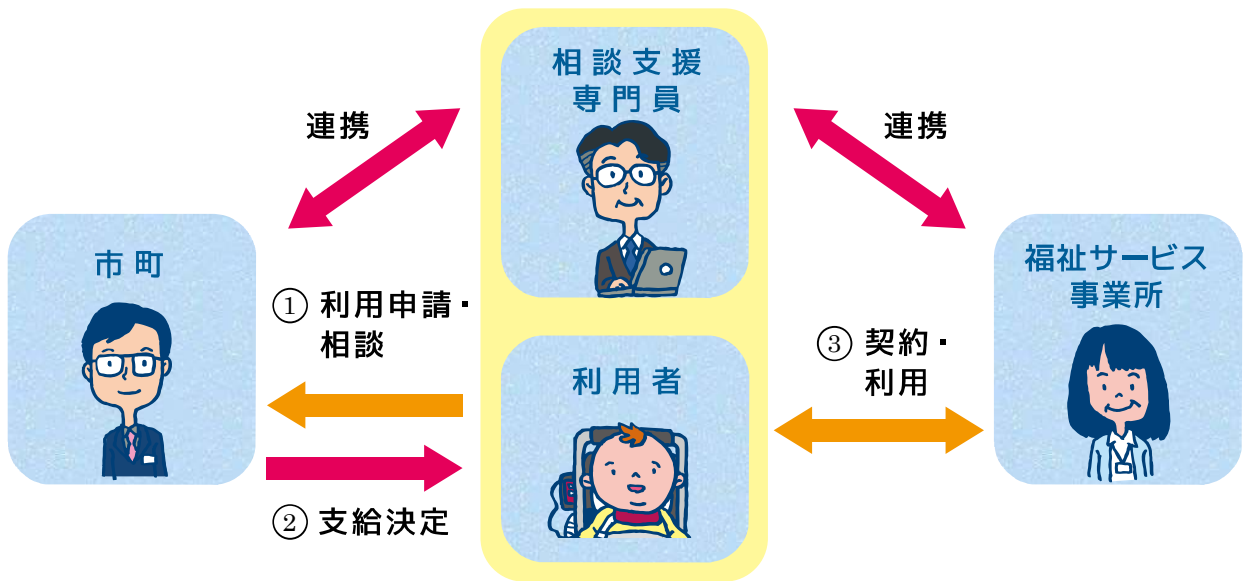 相談支援
専門員
連携
連携
市町
福祉サービス
事業所
① 利用申請・
相談
③ 契約・
利用
利用者
② 支給決定